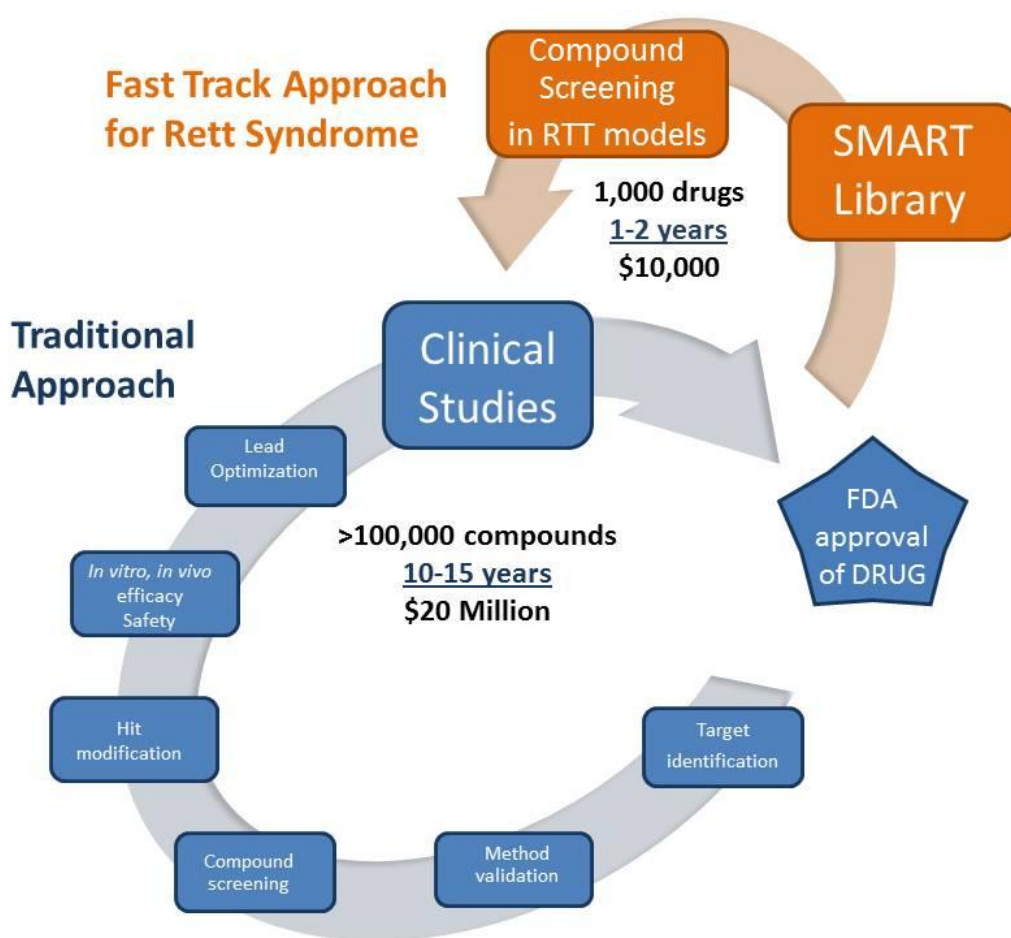 Fast Track Approach
for Rett Syndrome
Compound
Screening
in RTT models
SMART
Library
1,000 drugs
1-2 years
$10,000
Traditional
Approach
Clinical
Studies
Lead
Optimization
>100,000 compounds
10-15 years
$20 Million
FDA
approval
of DRUG
In vitro, in vivo
efficacy
Safety
Hit
modification
Target
identification
Compound
screening
Method
validation